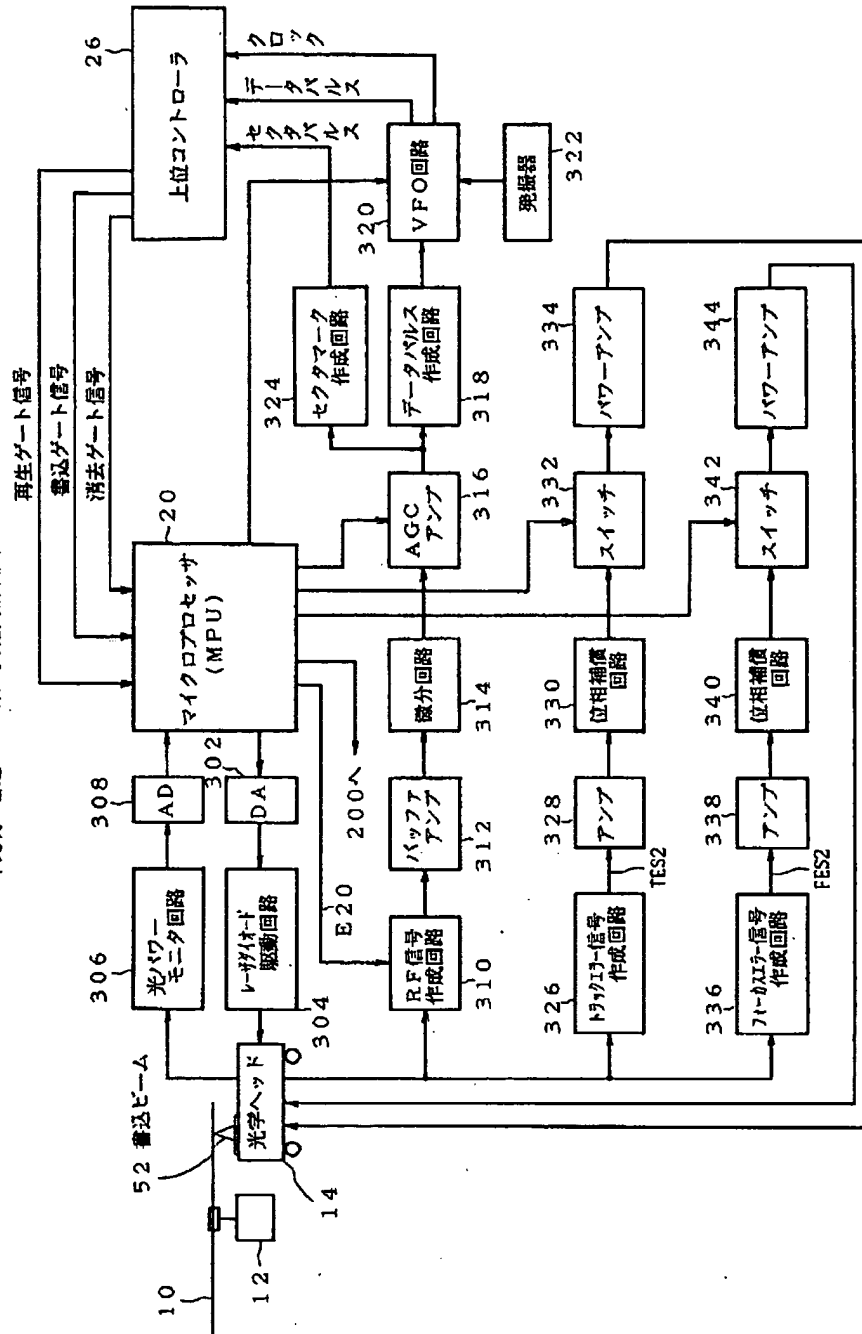 再生ゲート信号
書込ゲート信号
消去ゲート信号
26
上位コントローラ
クロック
データパルス
セクタパルス
20
マイクロプロセッサ
(MPU)
308
AD
302
DA
306
光パワー
モニタ回路
レーザダイオード
駆動回路
304
E20
200へ
52 書込ビーム
光学ヘッド
14
10
12
RF信号
作成回路
310
バッファ
アンプ
312
微分回路
314
AGC
アンプ
316
324
セクタマーク
作成回路
データパルス
作成回路
318
320
VFO回路
発振器
322
326
トラックエラー信号
作成回路
TES2
328
アンプ
330
位相補償
回路
332
スイッチ
334
パワーアンプ
336
フォーカスエラー信号
作成回路
FES2
338
アンプ
340
位相補償
回路
342
スイッチ
344
パワーアンプ